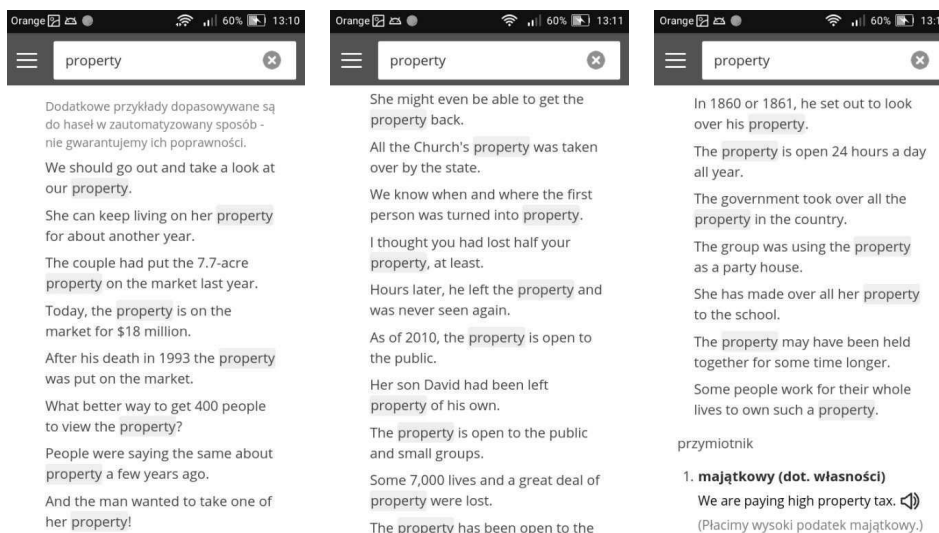 Orange 60% 13:10
property
Dodatkowe przykłady dopasowywane są
do haseł w zautomatyzowany sposób -
nie gwarantujemy ich poprawności.
We should go out and take a look at
our property.
She can keep living on her property
for about another year.
The couple had put the 7.7-acre
property on the market last year.
Today, the property is on the
market for $18 million.
After his death in 1993 the property
was put on the market.
What better way to get 400 people
to view the property?
People were saying the same about
property a few years ago.
And the man wanted to take one of
her property!
Orange 60% 13:11
property
She might even be able to get the
property back.
All the Church's property was taken
over by the state.
We know when and where the first
person was turned into property.
I thought you had lost half your
property, at least.
Hours later, he left the property and
was never seen again.
As of 2010, the property is open to
the public.
Her son David had been left
property of his own.
The property is open to the public
and small groups.
Some 7,000 lives and a great deal of
property were lost.
The property has been open to the
Orange 60% 13:1
property
In 1860 or 1861, he set out to look
over his property.
The property is open 24 hours a day
all year.
The government took over all the
property in the country.
The group was using the property
as a party house.
She has made over all her property
to the school.
The property may have been held
together for some time longer.
Some people work for their whole
lives to own such a property.
przymiotnik
1. majątkowy (dot. własności)
We are paying high property tax.
(Płacimy wysoki podatek majątkowy.)